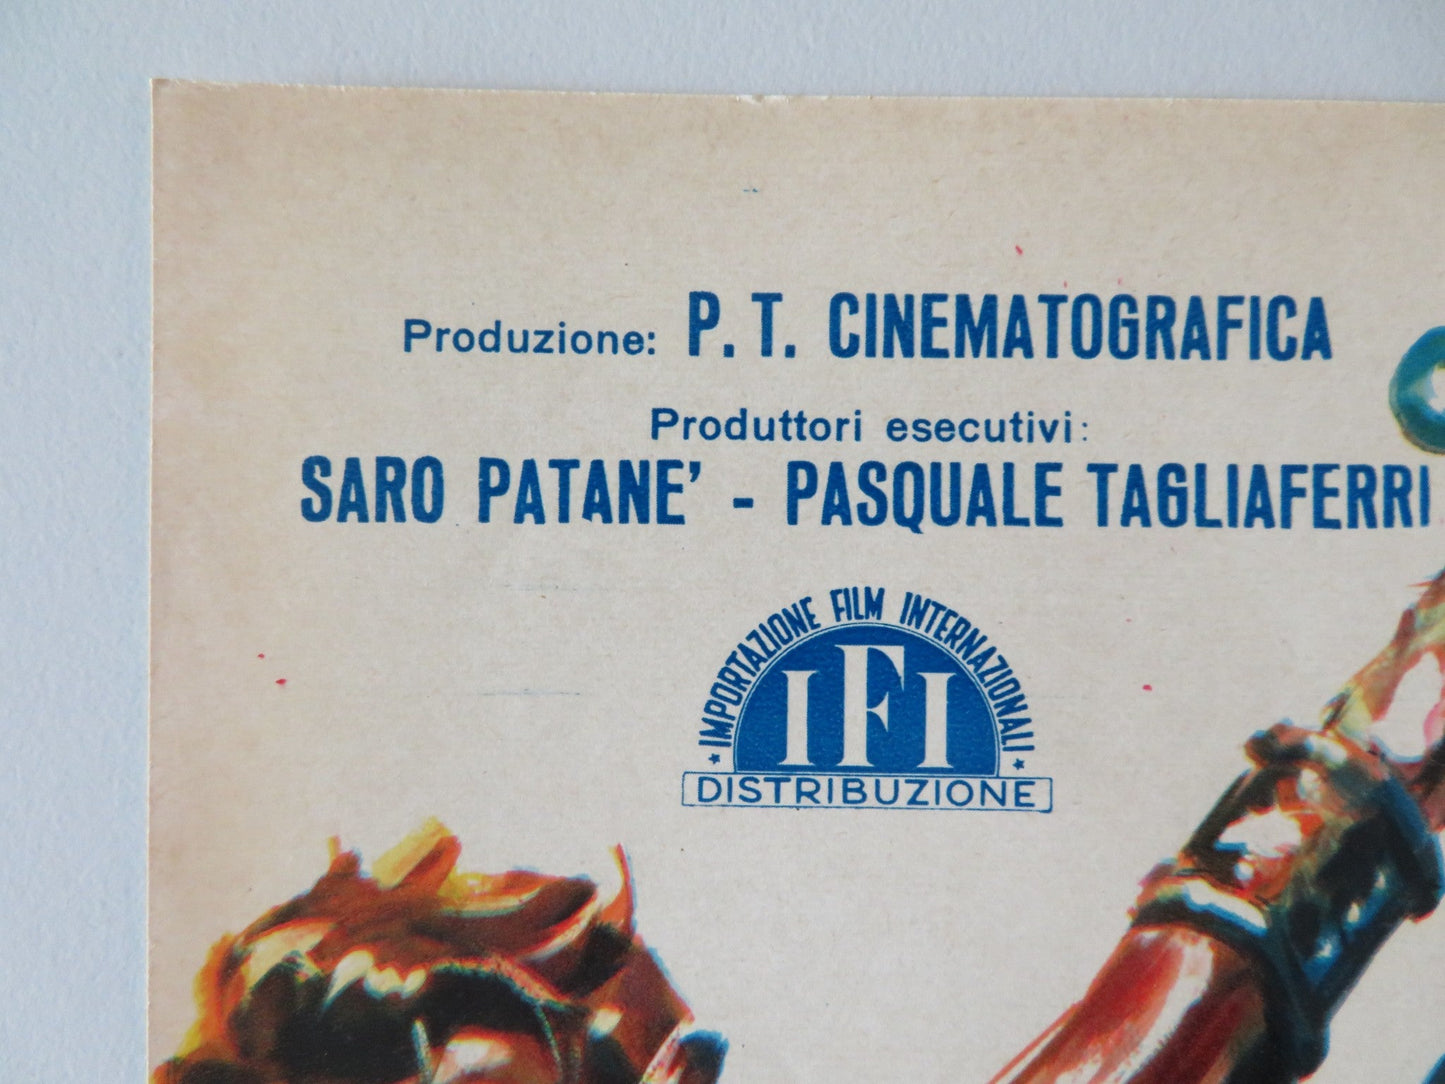 Produzione: P.T. CINEMATOGRAFICA
Produttori esecutivi:
SARO PATANE' - PASQUALE TAGLIAFERRI
IMPORTAZIONE FILM INTERNAZIONALI
IFI
DISTRIBUZIONE